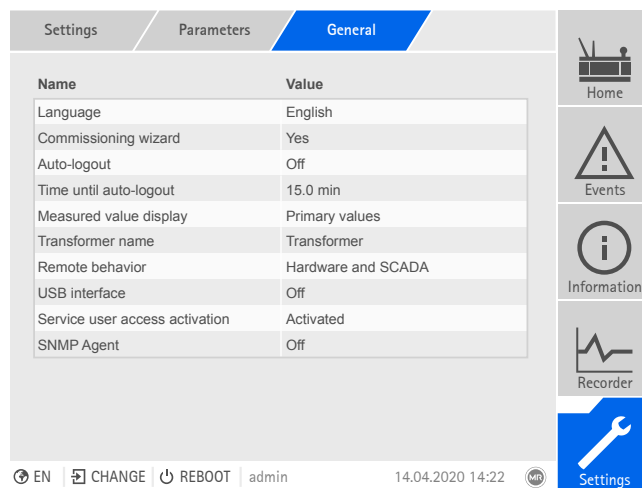 Settings Parameters General
Name Value
Language English
Commissioning wizard Yes
Auto-logout Off
Time until auto-logout 15.0 min
Measured value display Primary values
Transformer name Transformer
Remote behavior Hardware and SCADA
USB interface Off
Service user access activation Activated
SNMP Agent Off
Home
Events
Information
Recorder
Settings
EN CHANGE REBOOT admin 14.04.2020 14:22 MR